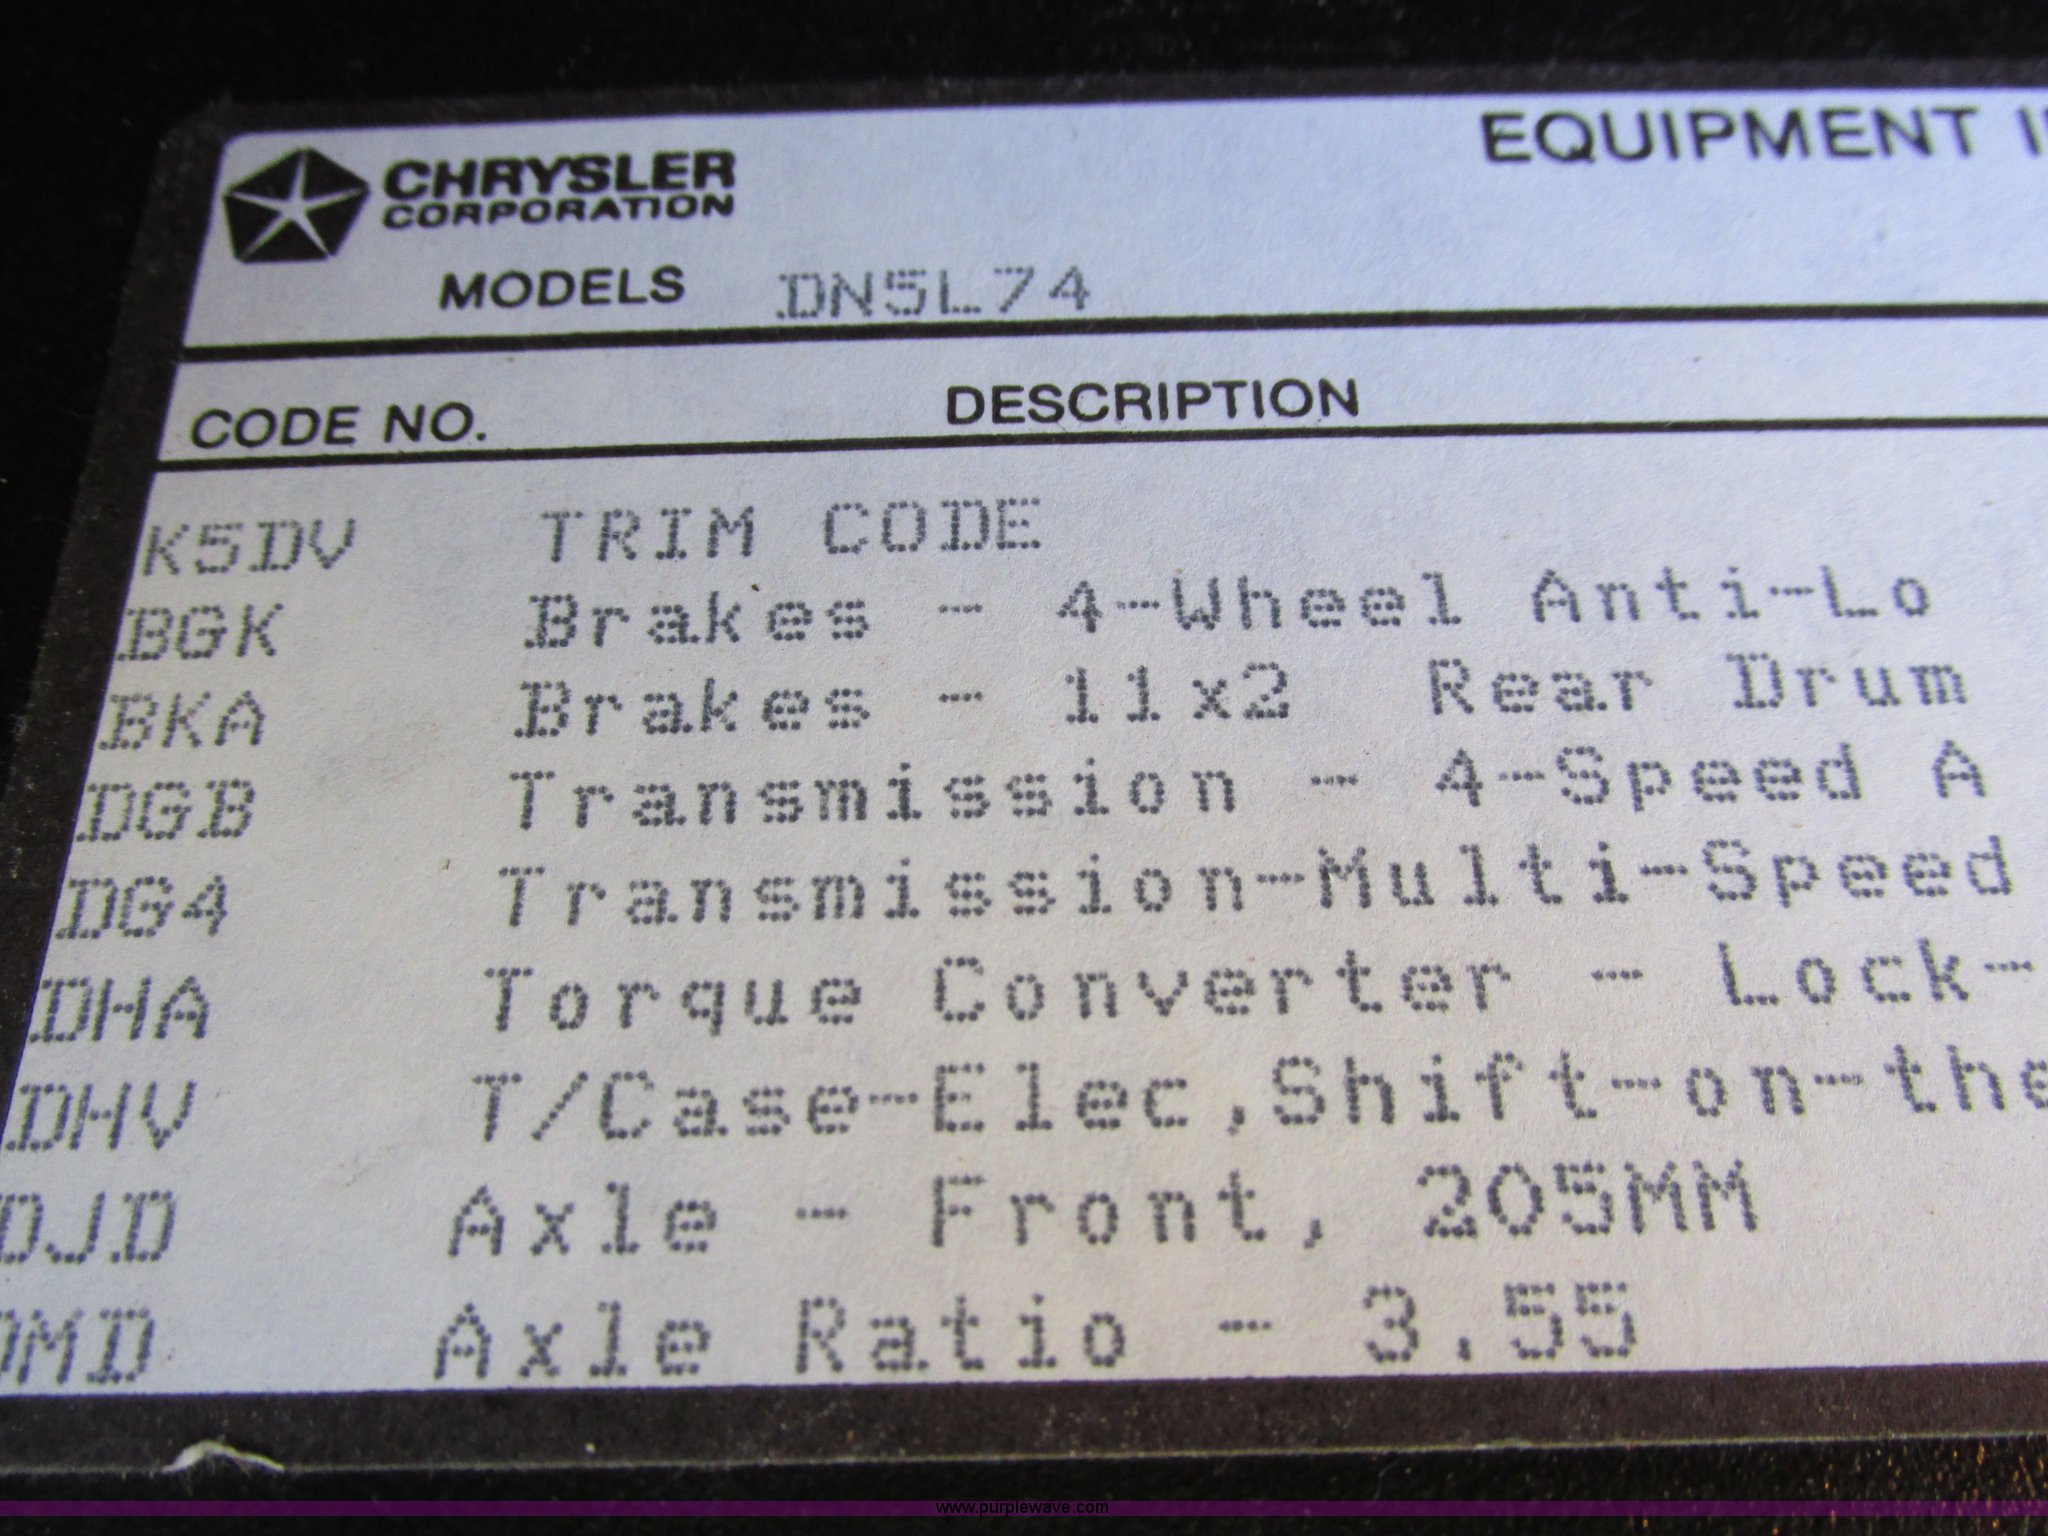 CHRYSLER
CORPORATION
EQUIPMENT
MODELS DN5L74
CODE NO. DESCRIPTION
K5DV TRIM CODE
BGK Brakes - 4-Wheel Anti-Lo
BKA Brakes - 11x2 Rear Drum
DGB Transmission - 4-Speed A
DG4 Transmission-Multi-Speed
DHA Torque Converter - Lock-
DHV T/Case-Elec,Shift-on-the
DJD Axle - Front, 205MM
DMD Axle Ratio - 3.55
www.purplewave.com